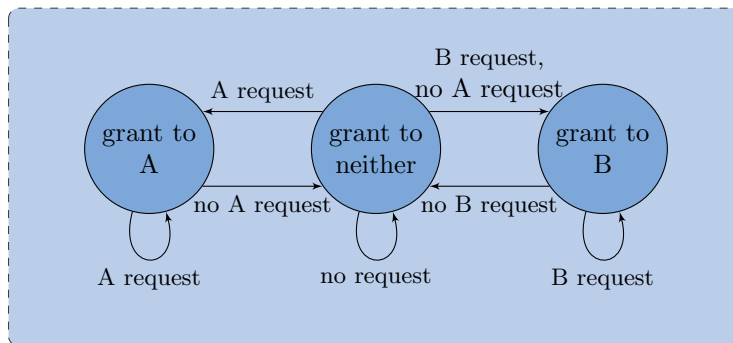 B request,
A request
no A request
grant to
A
grant to
neither
grant to
B
no A request
no B request
A request
no request
B request